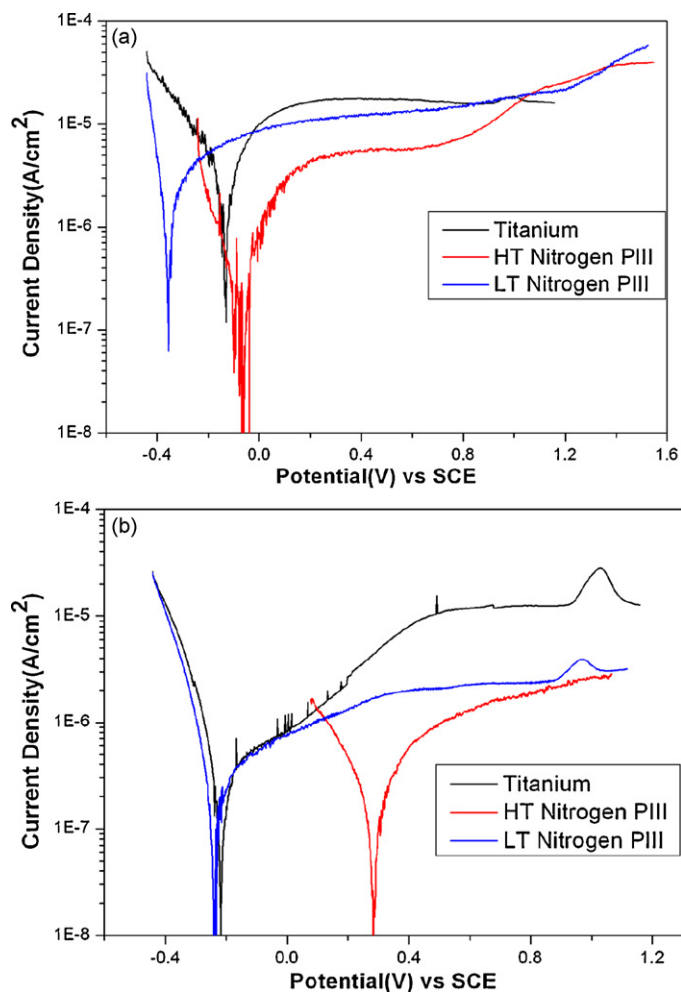 (a)
Current Density(A/cm2)
1E-4
1E-5
1E-6
1E-7
1E-8
Titanium
HT Nitrogen PIII
LT Nitrogen PIII
-0.4 0.0 0.4 0.8 1.2 1.6
Potential(V) vs SCE
(b)
Current Density(A/cm2)
1E-4
1E-5
1E-6
1E-7
1E-8
Titanium
HT Nitrogen PIII
LT Nitrogen PIII
-0.4 0.0 0.4 0.8 1.2
Potential(V) vs SCE